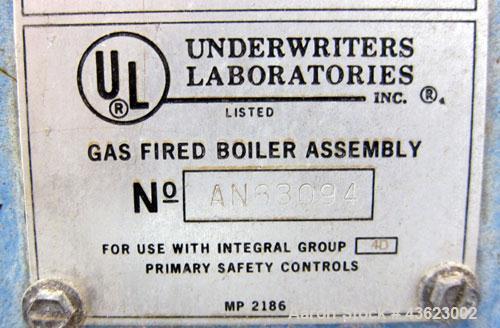 UL®
UNDERWRITERS
LABORATORIES
INC. ®.
LISTED
GAS FIRED BOILER ASSEMBLY
Nº AN63094
FOR USE WITH INTEGRAL GROUP 4D
PRIMARY SAFETY CONTROLS
MP 2186
Aaron Stock # 43623002